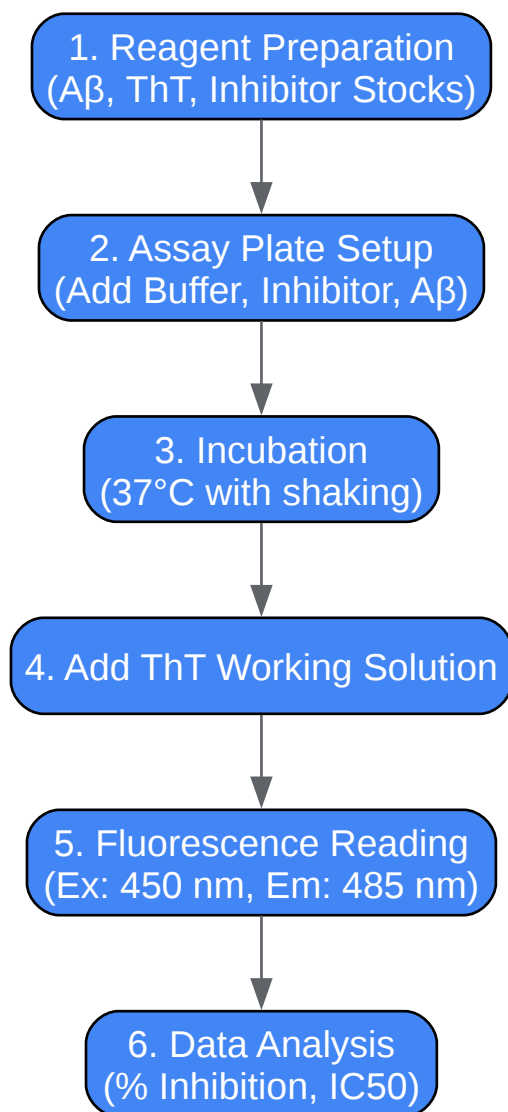 1. Reagent Preparation
(Aβ, ThT, Inhibitor Stocks)
2. Assay Plate Setup
(Add Buffer, Inhibitor, Aβ)
3. Incubation
(37°C with shaking)
4. Add ThT Working Solution
5. Fluorescence Reading
(Ex: 450 nm, Em: 485 nm)
6. Data Analysis
(% Inhibition, IC50)